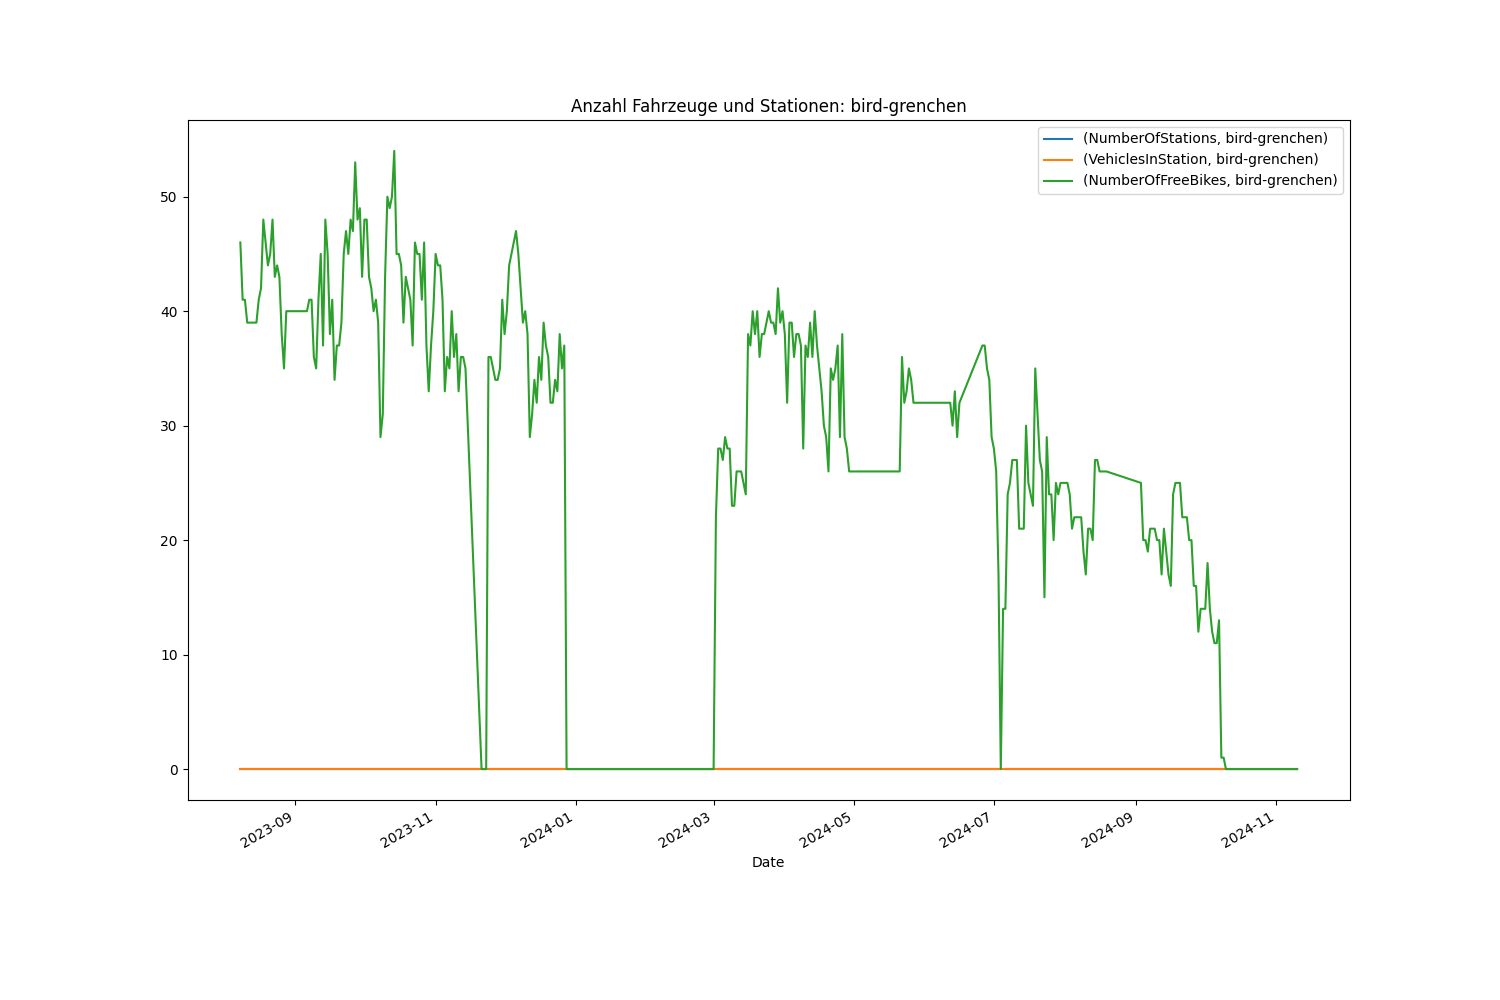 Anzahl Fahrzeuge und Stationen: bird-grenchen
(NumberOfStations, bird-grenchen)
(VehiclesInStation, bird-grenchen)
(NumberOfFreeBikes, bird-grenchen)
50
40
30
20
10
0
2023-09
2023-11
2024-01
2024-03
2024-05
2024-07
2024-09
2024-11
Date